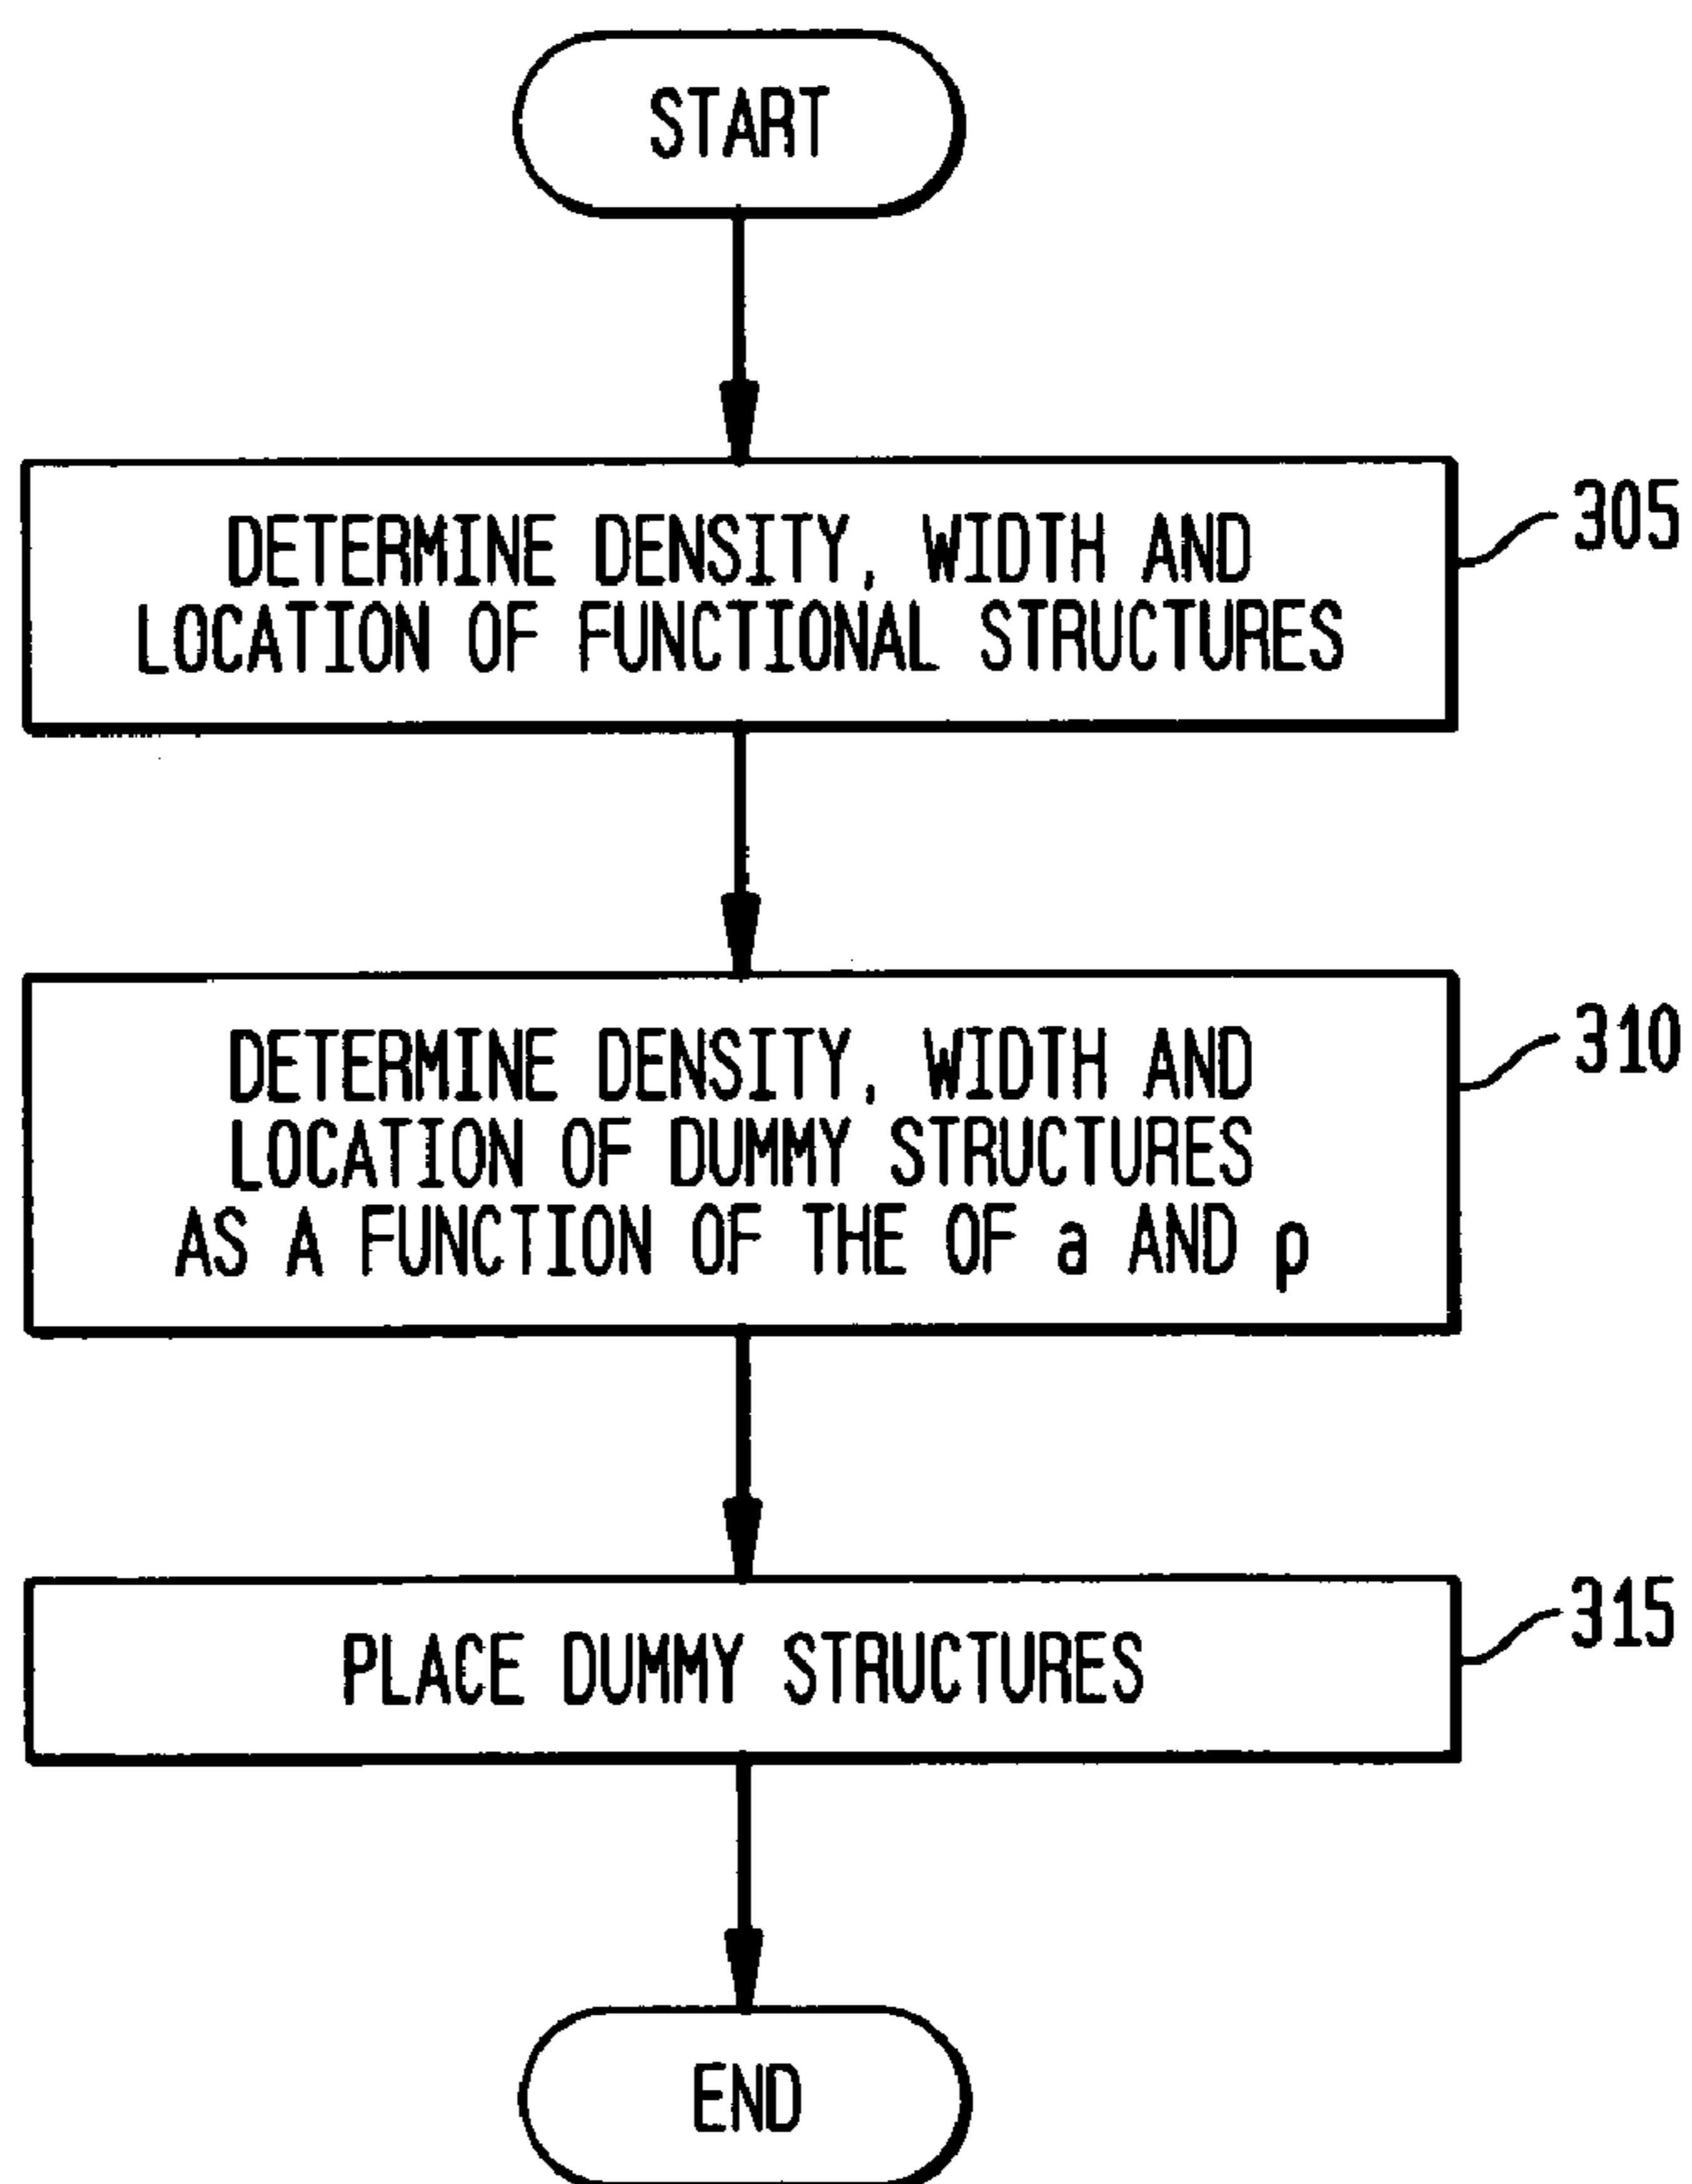 START
DETERMINE DENSITY, WIDTH AND
LOCATION OF FUNCTIONAL STRUCTURES
305
DETERMINE DENSITY, WIDTH AND
LOCATION OF DUMMY STRUCTURES
AS A FUNCTION OF THE OF a AND p
310
PLACE DUMMY STRUCTURES
315
END